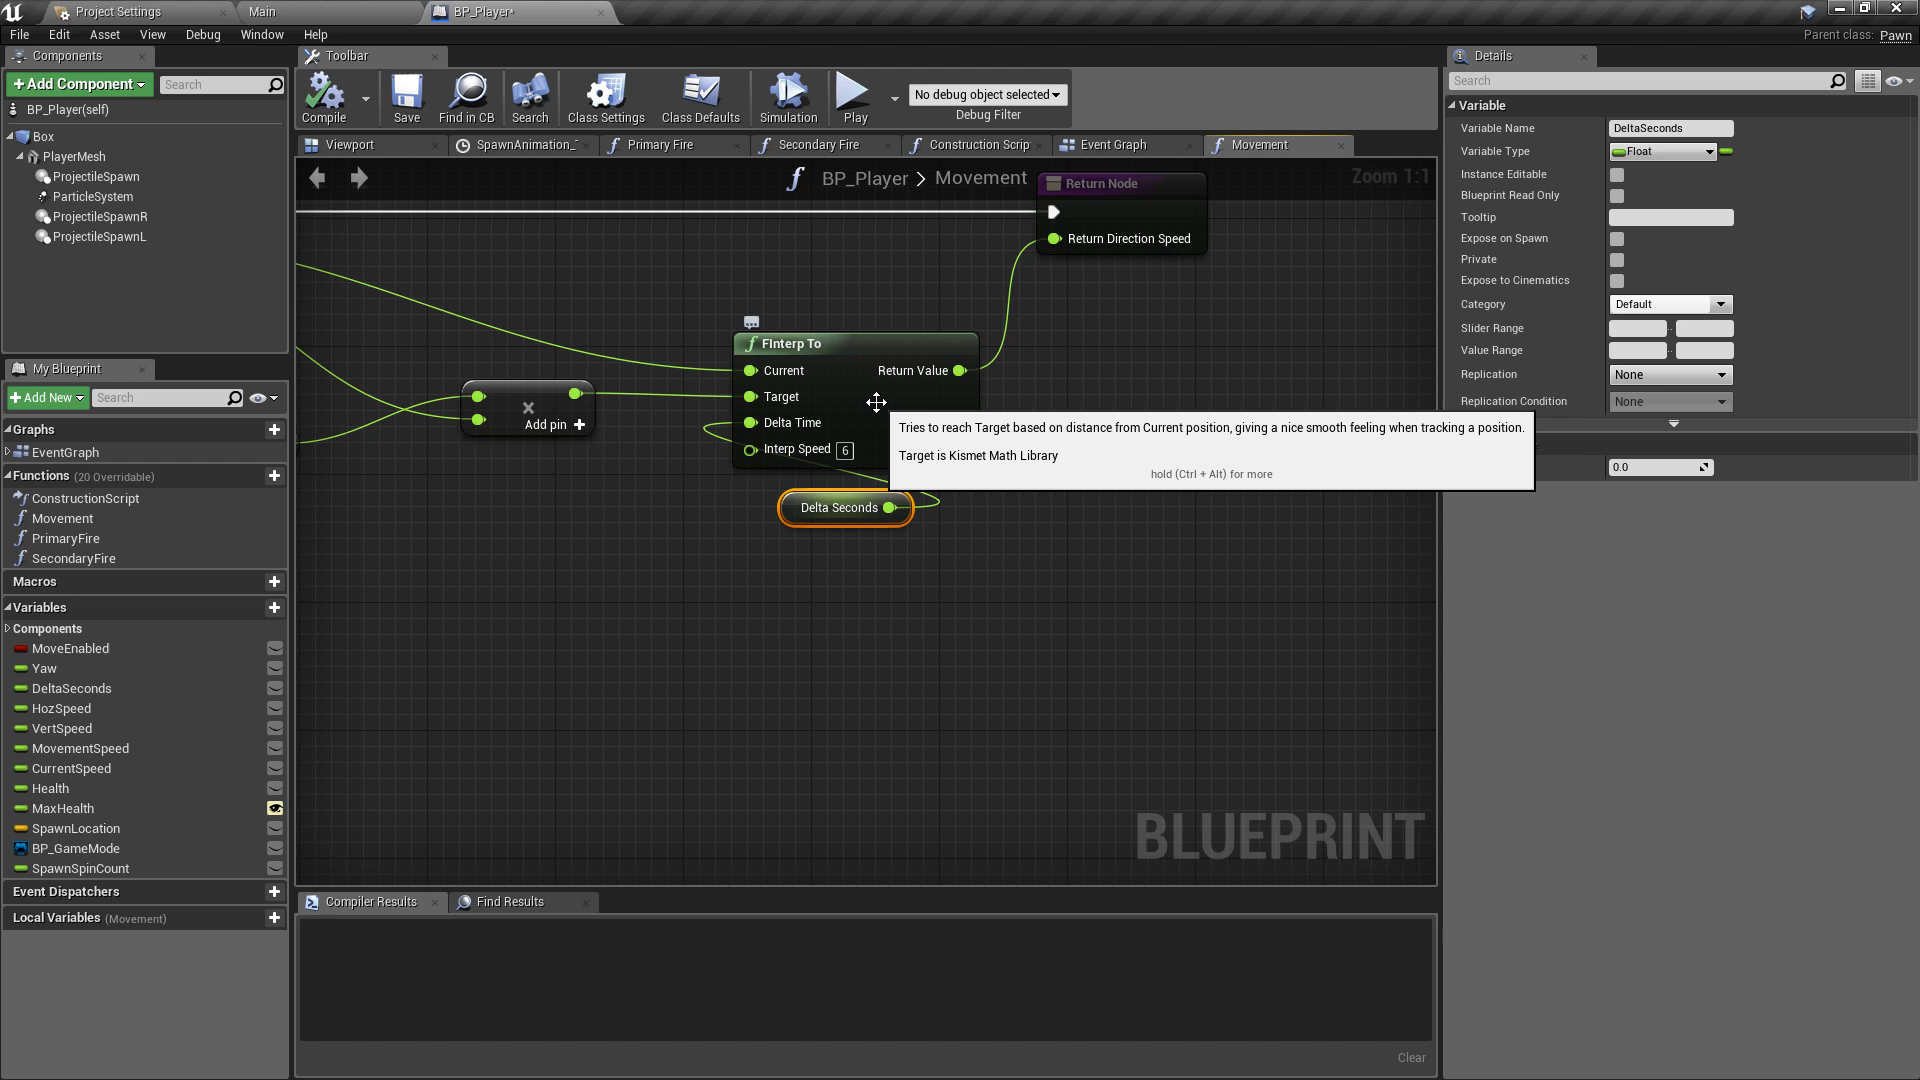 Project Settings
Main
BP_Player*
File Edit Asset View Debug Window Help
Parent class: Pawn
Components
+Add Component
Search
BP_Player(self)
Box
PlayerMesh
ProjectileSpawn
ParticleSystem
ProjectileSpawnR
ProjectileSpawnL
My Blueprint
+Add New
Search
Graphs
EventGraph
Functions (20 Overridable)
ConstructionScript
Movement
PrimaryFire
SecondaryFire
Macros
Variables
Components
MoveEnabled
Yaw
DeltaSeconds
HozSpeed
VertSpeed
MovementSpeed
CurrentSpeed
Health
MaxHealth
SpawnLocation
BP_GameMode
SpawnSpinCount
Event Dispatchers
Local Variables (Movement)
Toolbar
Compile
Save
Find in CB
Search
Class Settings
Class Defaults
Simulation
Play
No debug object selected
Debug Filter
Viewport
SpawnAnimation_
Primary Fire
Secondary Fire
Construction Scrip
Event Graph
Movement
BP_Player > Movement
Zoom 1:1
Return Node
Return Direction Speed
FInterp To
Current
Return Value
Target
Delta Time
Interp Speed 6
Add pin +
Delta Seconds
Tries to reach Target based on distance from Current position, giving a nice smooth feeling when tracking a position.
Target is Kismet Math Library
hold (Ctrl + Alt) for more
BLUEPRINT
Compiler Results
Find Results
Clear
Details
Search
Variable
Variable Name DeltaSeconds
Variable Type Float
Instance Editable
Blueprint Read Only
Tooltip
Expose on Spawn
Private
Expose to Cinematics
Category Default
Slider Range
Value Range
Replication None
Replication Condition None
0.0